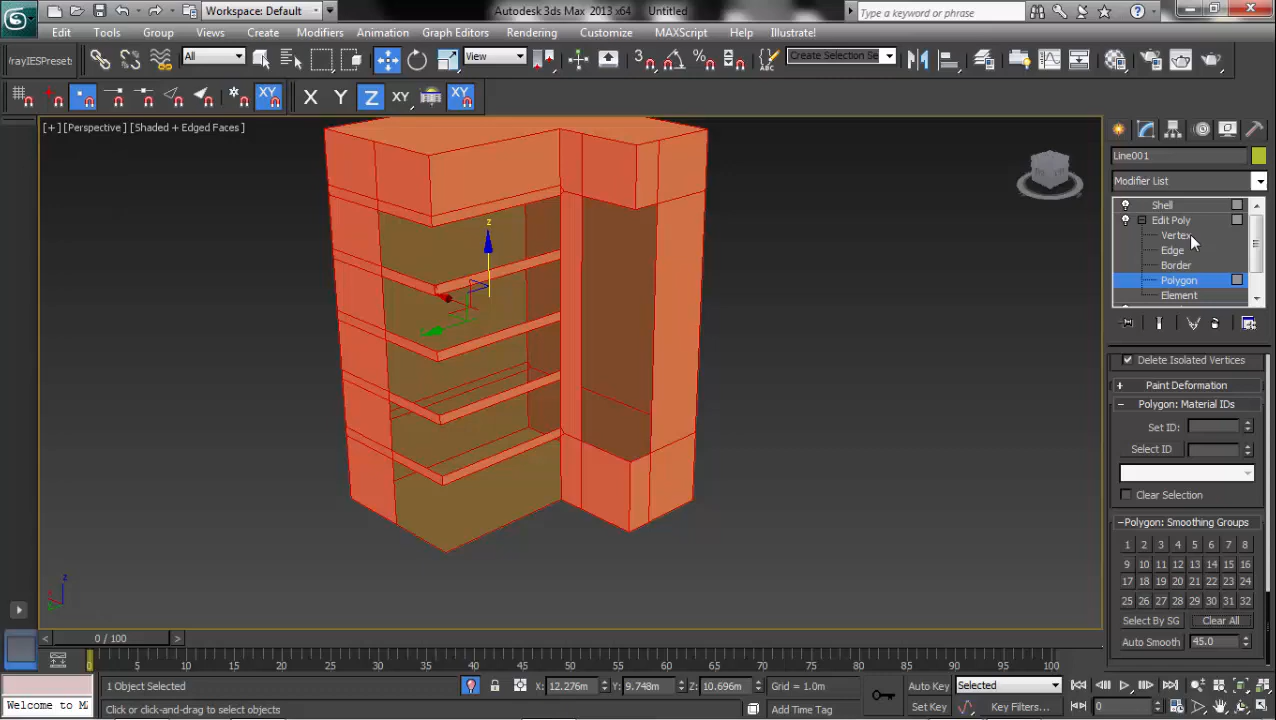 Workspace: Default
Autodesk 3ds Max 2013 x64
Untitled
Type a keyword or phrase
Edit
Tools
Group
Views
Create
Modifiers
Animation
Graph Editors
Rendering
Customize
MAXScript
Help
Illustrate!
rayIESPreset
All
View
Create Selection Se
X
Y
Z
XY
XY
XY
[+] [Perspective] [Shaded + Edged Faces]
z
Line001
Modifier List
Shell
Edit Poly
Vertex
Edge
Border
Polygon
Element
Delete Isolated Vertices
Paint Deformation
Polygon: Material IDs
Set ID:
Select ID
Clear Selection
Polygon: Smoothing Groups
1 2 3 4 5 6 7 8
9 10 11 12 13 14 15 16
17 18 19 20 21 22 23 24
25 26 27 28 29 30 31 32
Select By SG
Clear All
Auto Smooth
45.0
z
0 / 100
0 5 10 15 20 25 30 35 40 45 50 55 60 65 70 75 80 85 90 95 100
1 Object Selected
X: 12.276m
Y: 9.748m
Z: 10.696m
Grid = 1.0m
Auto Key
Selected
Welcome to M
Click or click-and-drag to select objects
Add Time Tag
Set Key
Key Filters...
0